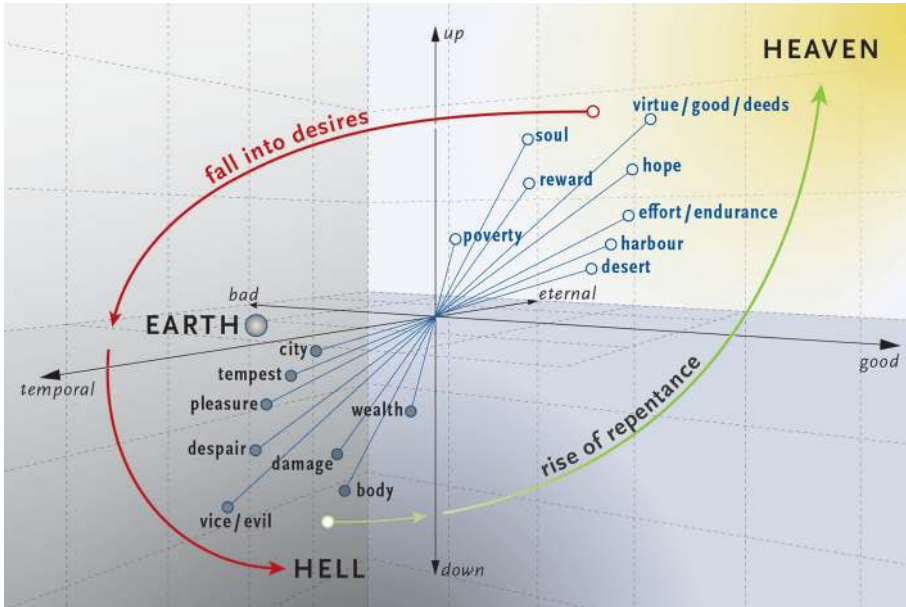 up
HEAVEN
virtue / good / deeds
fall into desires
soul
hope
reward
effort / endurance
poverty
harbour
desert
bad
eternal
EARTH
city
good
temporal
tempest
pleasure
wealth
rise of repentance
despair
damage
body
vice / evil
HELL
down